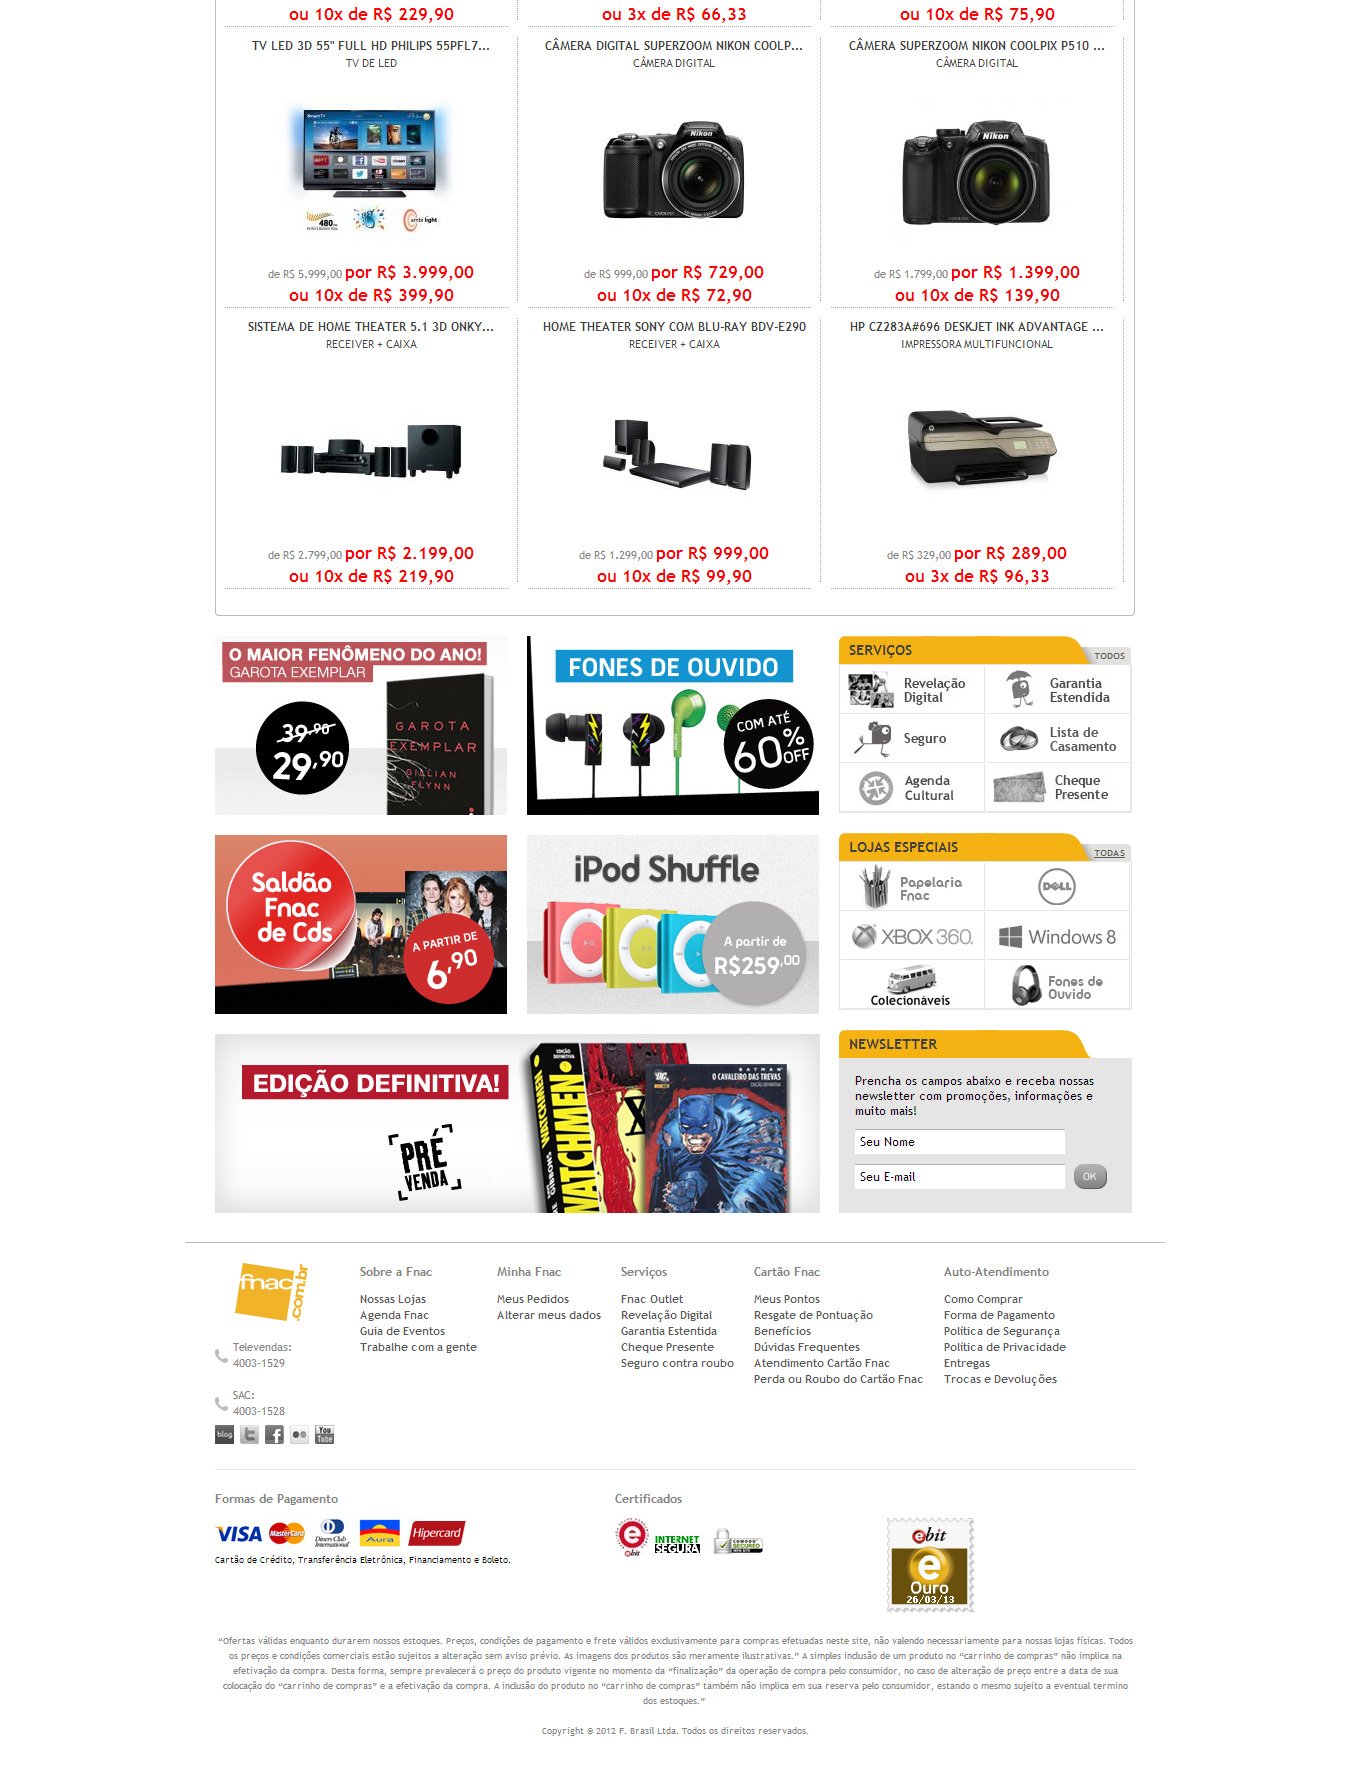 ou 10x de R$ 229,90
ou 3x de R$ 66,33
ou 10x de R$ 75,90
TV LED 3D 55" FULL HD PHILIPS 55PFL7...
TV DE LED
CÂMERA DIGITAL SUPERZOOM NIKON COOLP...
CÂMERA DIGITAL
CÂMERA SUPERZOOM NIKON COOLPIX P510 ...
CÂMERA DIGITAL
SmartTV
480
ambi light
Nikon
COOLPIX
Nikon
COOLPIX
de R$ 5.999,00 por R$ 3.999,00
ou 10x de R$ 399,90
de R$ 999,00 por R$ 729,00
ou 10x de R$ 72,90
de R$ 1.799,00 por R$ 1.399,00
ou 10x de R$ 139,90
SISTEMA DE HOME THEATER 5.1 3D ONKY...
RECEIVER + CAIXA
HOME THEATER SONY COM BLU-RAY BDV-E290
RECEIVER + CAIXA
HP CZ283A#696 DESKJET INK ADVANTAGE ...
IMPRESSORA MULTIFUNCIONAL
de R$ 2.799,00 por R$ 2.199,00
ou 10x de R$ 219,90
de R$ 1.299,00 por R$ 999,00
ou 10x de R$ 99,90
de R$ 329,00 por R$ 289,00
ou 3x de R$ 96,33
O MAIOR FENÔMENO DO ANO!
GAROTA EXEMPLAR
39,90
29,90
GAROTA
EXEMPLAR
GILLIAN
FLYNN
FONES DE OUVIDO
COM ATÉ
60% OFF
SERVIÇOS
TODOS
Revelação
Digital
Garantia
Estendida
Seguro
Lista de
Casamento
Agenda
Cultural
Cheque
Presente
Saldão
Fnac
de Cds
A PARTIR DE
6,90
iPod Shuffle
A partir de
R$259,00
LOJAS ESPECIAIS
TODAS
Papelaria
Fnac
DELL
XBOX 360.
Windows 8
Colecionáveis
Fones de
Ouvido
EDIÇÃO DEFINITIVA!
PRÉ
VENDA
EDIÇÃO DEFINITIVA
WATCHMEN
WATCHMEN
GIBBONS
DC
BATMAN
O CAVALEIRO DAS TREVAS
EDIÇÃO DEFINITIVA
NEWSLETTER
Prencha os campos abaixo e receba nossas
newsletter com promoções, informações e
muito mais!
Seu Nome
Seu E-mail
OK
fnac.com.br
Televendas:
4003-1529
SAC:
4003-1528
blog
You
Tube
Sobre a Fnac
Nossas Lojas
Agenda Fnac
Guia de Eventos
Trabalhe com a gente
Minha Fnac
Meus Pedidos
Alterar meus dados
Serviços
Fnac Outlet
Revelação Digital
Garantia Estentida
Cheque Presente
Seguro contra roubo
Cartão Fnac
Meus Pontos
Resgate de Pontuação
Benefícios
Dúvidas Frequentes
Atendimento Cartão Fnac
Perda ou Roubo do Cartão Fnac
Auto-Atendimento
Como Comprar
Forma de Pagamento
Política de Segurança
Política de Privacidade
Entregas
Trocas e Devoluções
Formas de Pagamento
VISA
MasterCard
Diners Club
International
Aura
Hipercard
Cartão de Crédito, Transferência Eletrônica, Financiamento e Boleto.
Certificados
e
ebit
INTERNET
SEGURA
COMODO
SECURED
WEB SITE
ebit
e
Ouro
26/03/13
“Ofertas válidas enquanto durarem nossos estoques. Preços, condições de pagamento e frete válidos exclusivamente para compras efetuadas neste site, não valendo necessariamente para nossas lojas físicas. Todos
os preços e condições comerciais estão sujeitos a alteração sem aviso prévio. As imagens dos produtos são meramente ilustrativas.” A simples inclusão de um produto no “carrinho de compras” não implica na
efetivação da compra. Desta forma, sempre prevalecerá o preço do produto vigente no momento da “finalização” da operação de compra pelo consumidor, no caso de alteração de preço entre a data de sua
colocação do “carrinho de compras” e a efetivação da compra. A inclusão do produto no “carrinho de compras” também não implica em sua reserva pelo consumidor, estando o mesmo sujeito a eventual termino
dos estoques.”
Copyright © 2012 F. Brasil Ltda. Todos os direitos reservados.